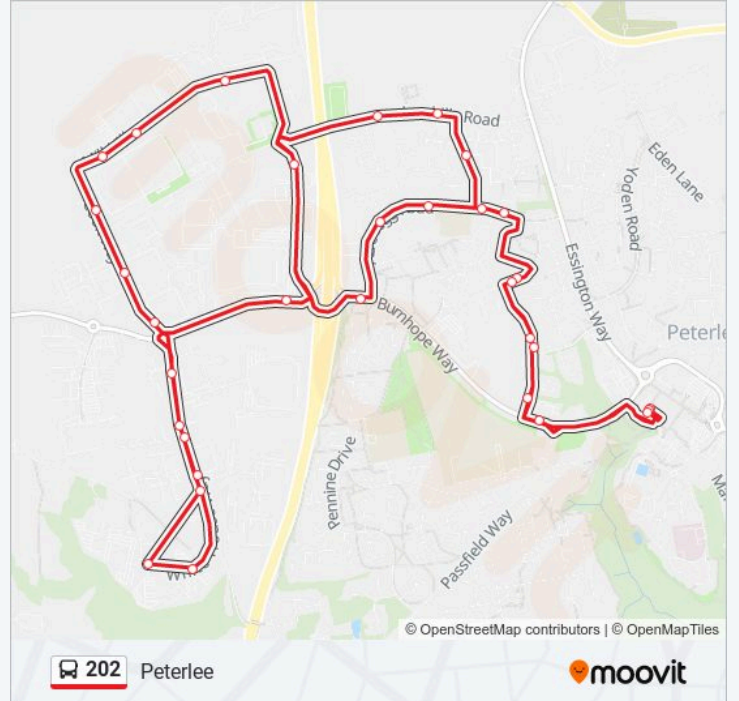 Road
Eden Lane
Yoden Road
Essington Way
Burnhope Way
Peterle
Pennine Drive
Passfield Way
© OpenStreetMap contributors | © OpenMapTiles
202 Peterlee
moovit